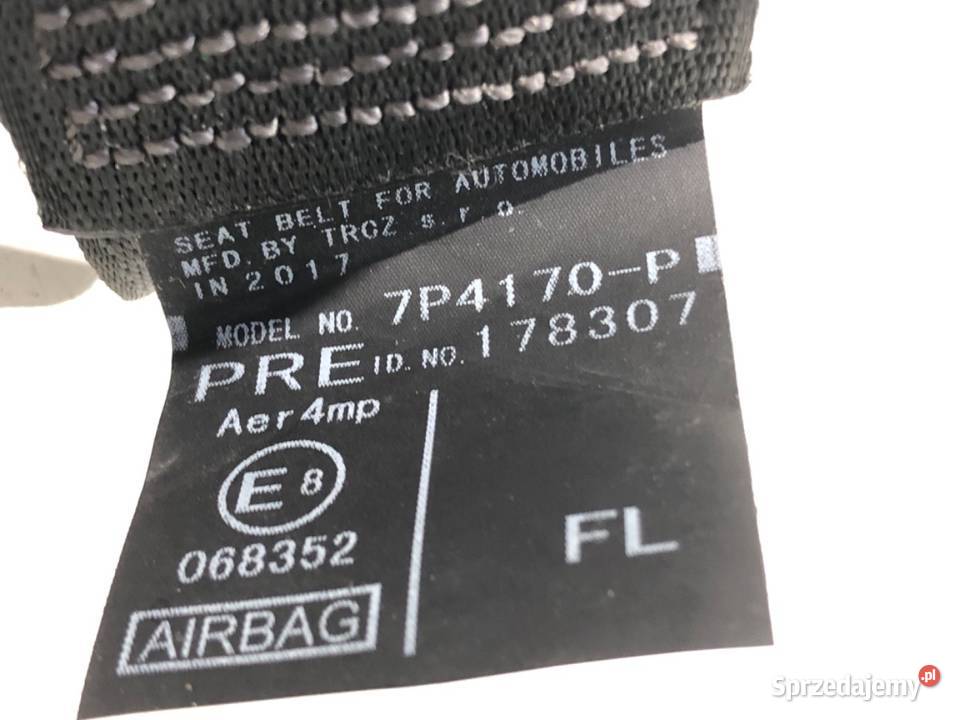 SEAT BELT FOR AUTOMOBILES
MFD. BY TRCZ s.r.o.
IN 2017
MODEL NO. 7P4170-P
PRE ID.NO. 178307
Aer4mp
E8
068352
AIRBAG
FL
Sprzedajemy.pl